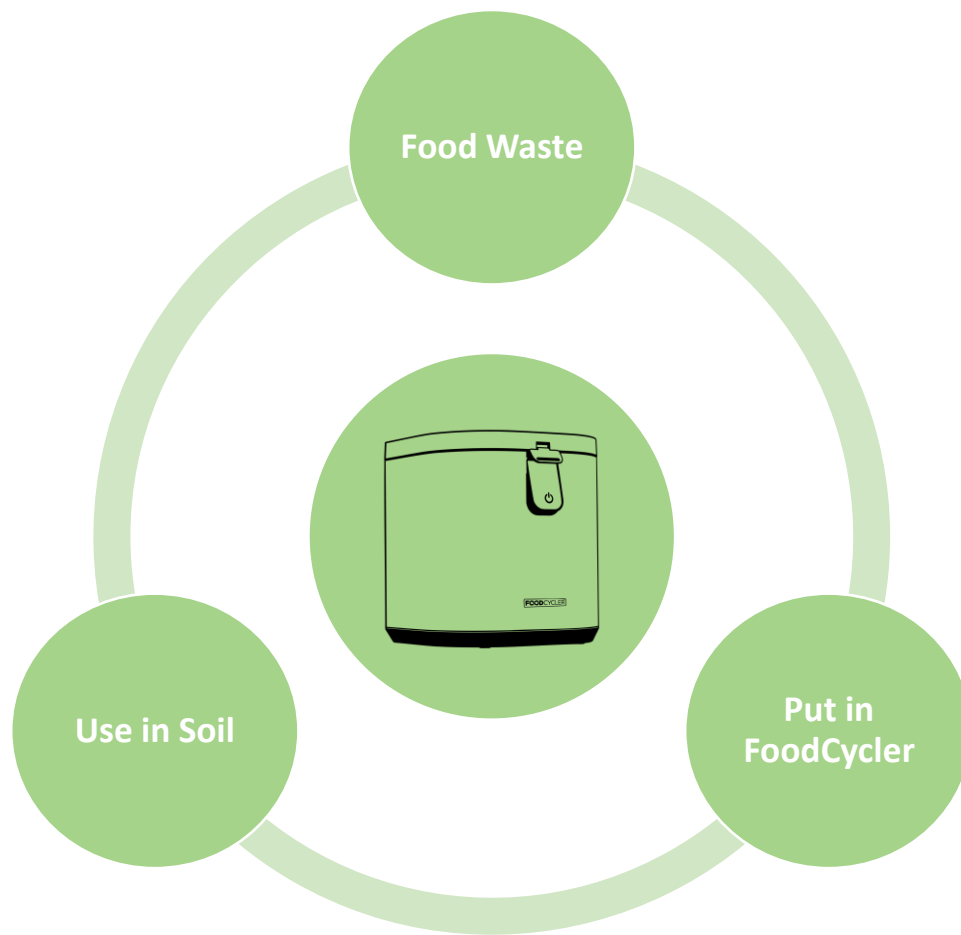 Food Waste
FOODCYCLER
Use in Soil
Put in
FoodCycler